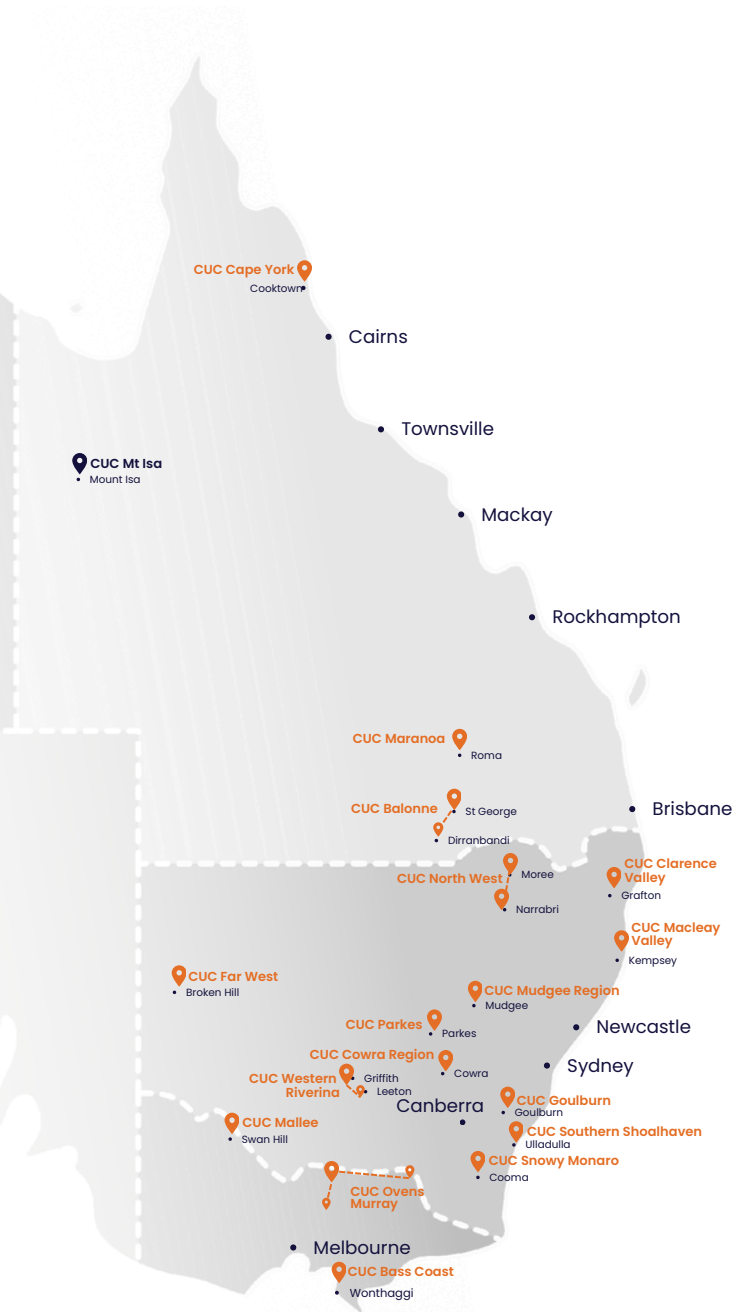 CUC Cape York
Cooktown
Cairns
Townsville
CUC Mt Isa
Mount Isa
Mackay
Rockhampton
CUC Maranoa
Roma
CUC Balonne
St George
Dirranbandi
Brisbane
CUC North West
Moree
Narrabri
CUC Clarence
Valley
Grafton
CUC Macleay
Valley
Kempsey
CUC Far West
Broken Hill
CUC Mudgee Region
Mudgee
CUC Parkes
Parkes
Newcastle
CUC Cowra Region
Cowra
Sydney
CUC Western
Riverina
Griffith
Leeton
Canberra
CUC Goulburn
Goulburn
CUC Mallee
Swan Hill
CUC Southern Shoalhaven
Ulladulla
CUC Snowy Monaro
Cooma
CUC Ovens
Murray
Melbourne
CUC Bass Coast
Wonthaggi